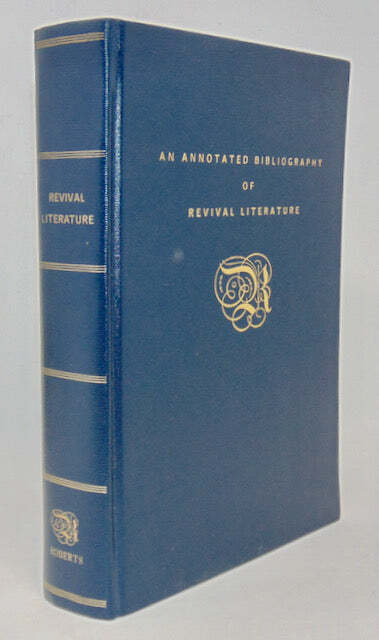 REVIVAL
LITERATURE
ROBERTS
AN ANNOTATED BIBLIOGRAPHY
OF
REVIVAL LITERATURE